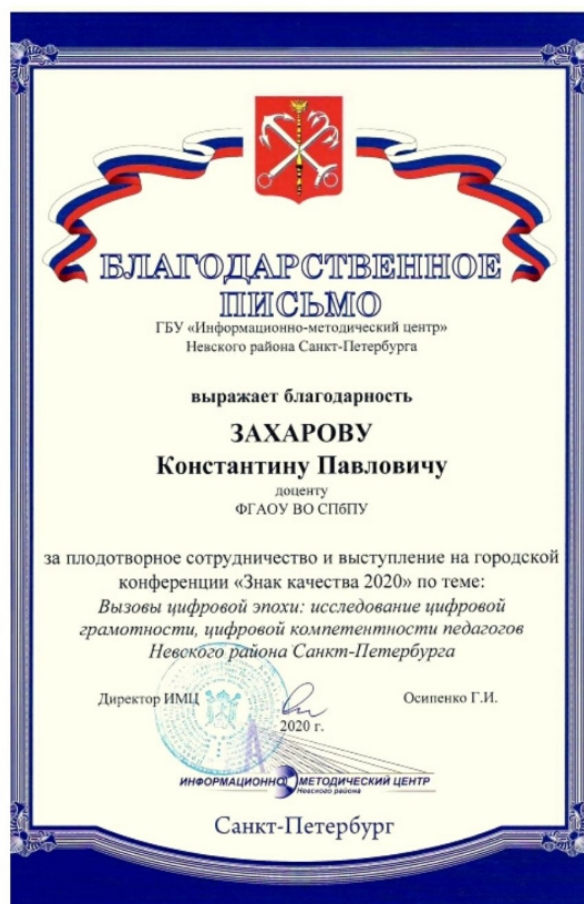 БЛАГОДАРСТВЕННОЕ
ПИСЬМО
ГБУ «Информационно-методический центр»
Невского района Санкт-Петербурга
выражает благодарность
ЗАХАРОВУ
Константину Павловичу
доценту
ФГАОУ ВО СПбПУ
за плодотворное сотрудничество и выступление на городской
конференции «Знак качества 2020» по теме:
Вызовы цифровой эпохи: исследование цифровой
грамотности, цифровой компетентности педагогов
Невского района Санкт-Петербурга
Директор ИМЦ Осипенко Г.И.
2020 г.
ИНФОРМАЦИОННО МЕТОДИЧЕСКИЙ ЦЕНТР
Невского района
Санкт-Петербург